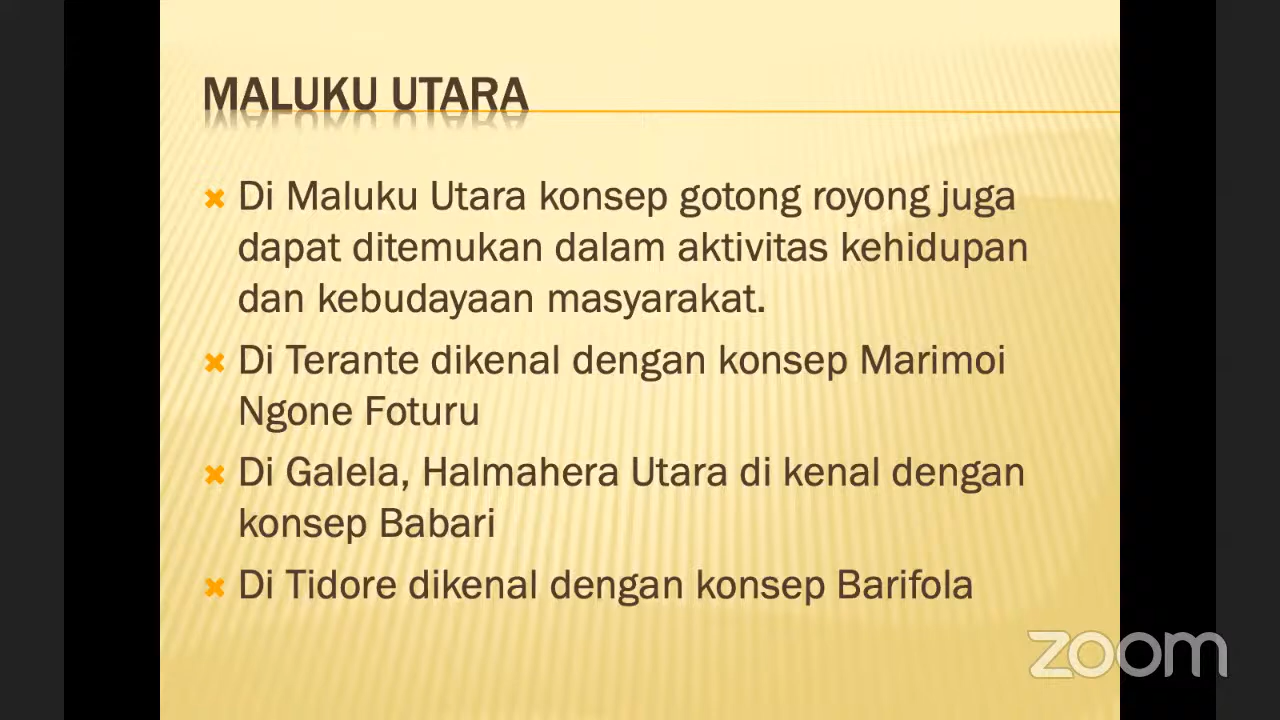 MALUKU UTARA
Di Maluku Utara konsep gotong royong juga
dapat ditemukan dalam aktivitas kehidupan
dan kebudayaan masyarakat.
Di Terante dikenal dengan konsep Marimoi
Ngone Foturu
Di Galela, Halmahera Utara di kenal dengan
konsep Babari
Di Tidore dikenal dengan konsep Barifola
zoom